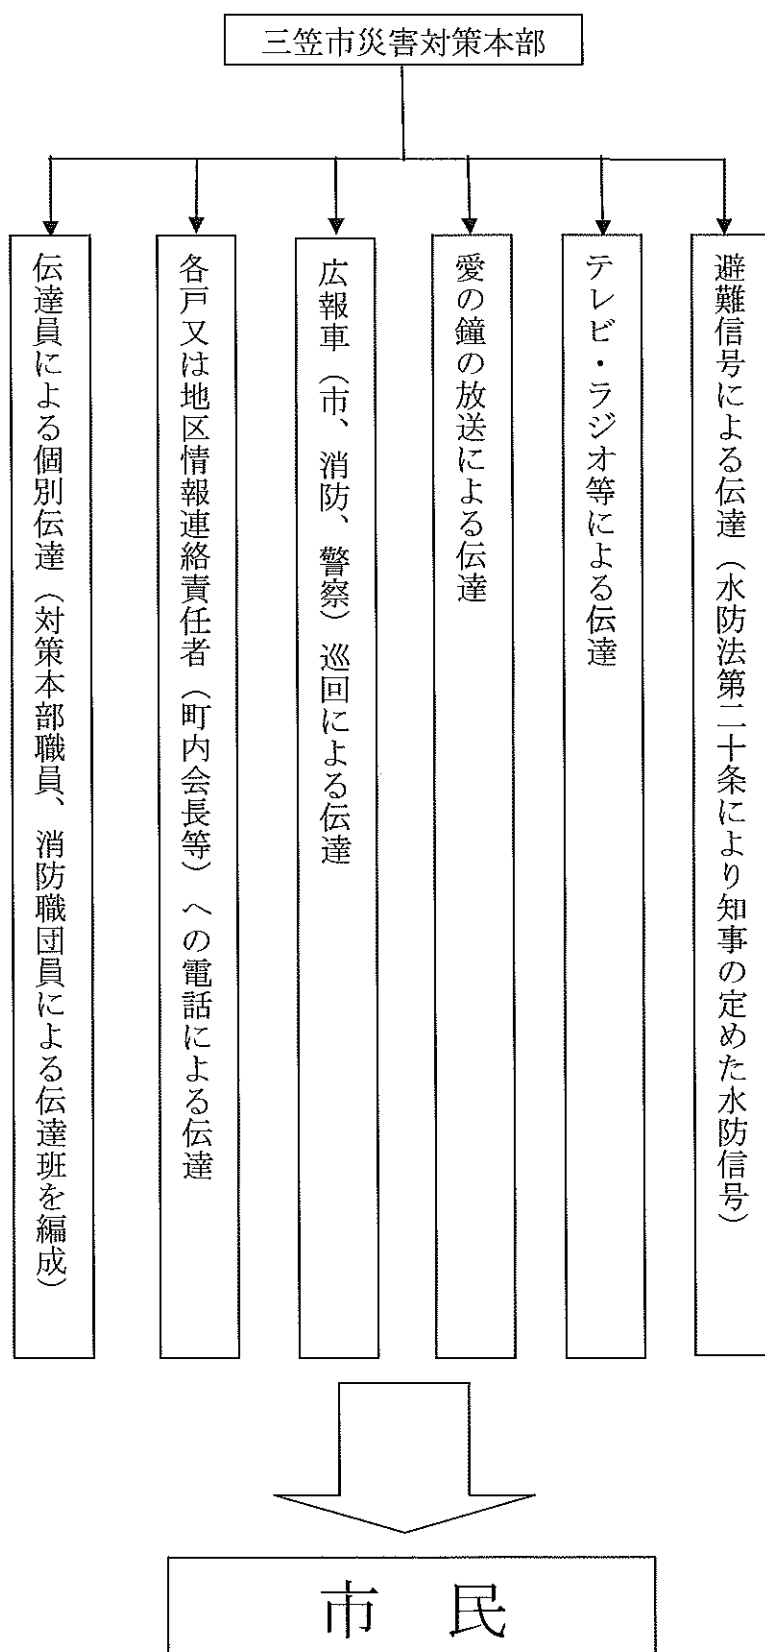 三笠市災害対策本部
避難信号による伝達（水防法第二十条により知事の定めた水防信号）
テレビ・ラジオ等による伝達
愛の鐘の放送による伝達
広報車（市、消防、警察）巡回による伝達
各戸又は地区情報連絡責任者（町内会長等）への電話による伝達
伝達員による個別伝達（対策本部職員、消防職団員による伝達班を編成）
市　民